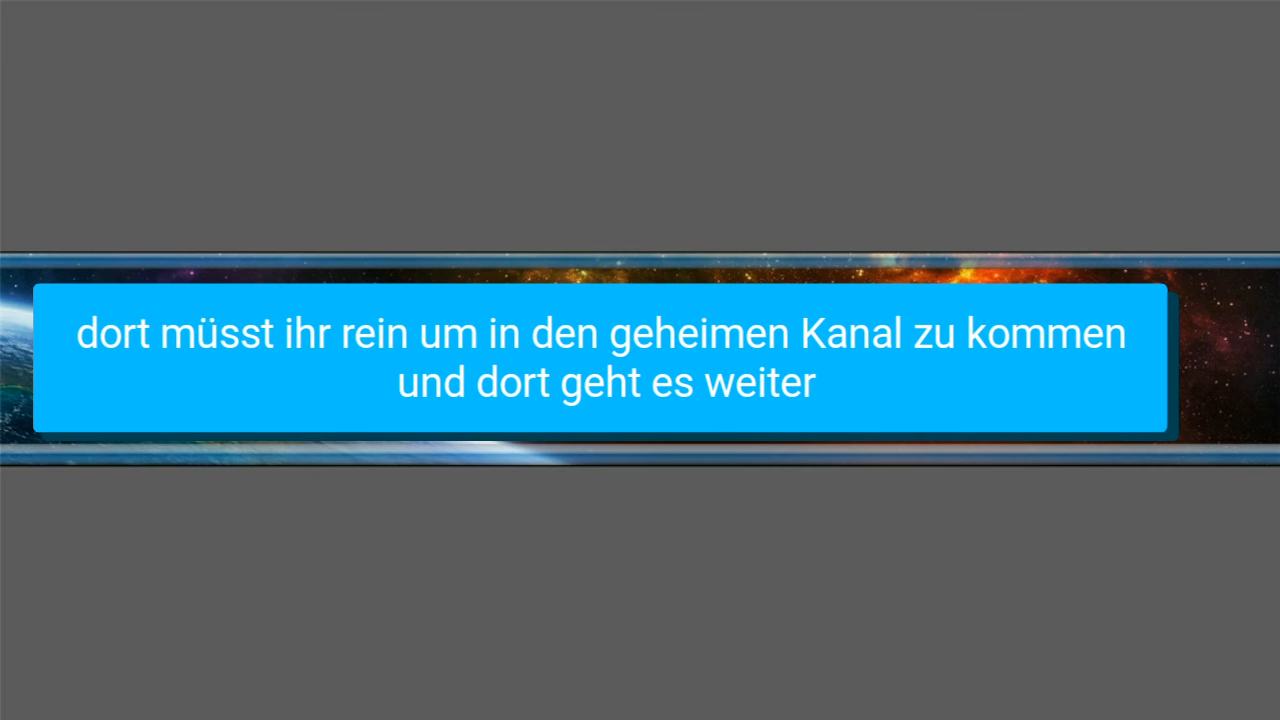 dort müsst ihr rein um in den geheimen Kanal zu kommen
und dort geht es weiter